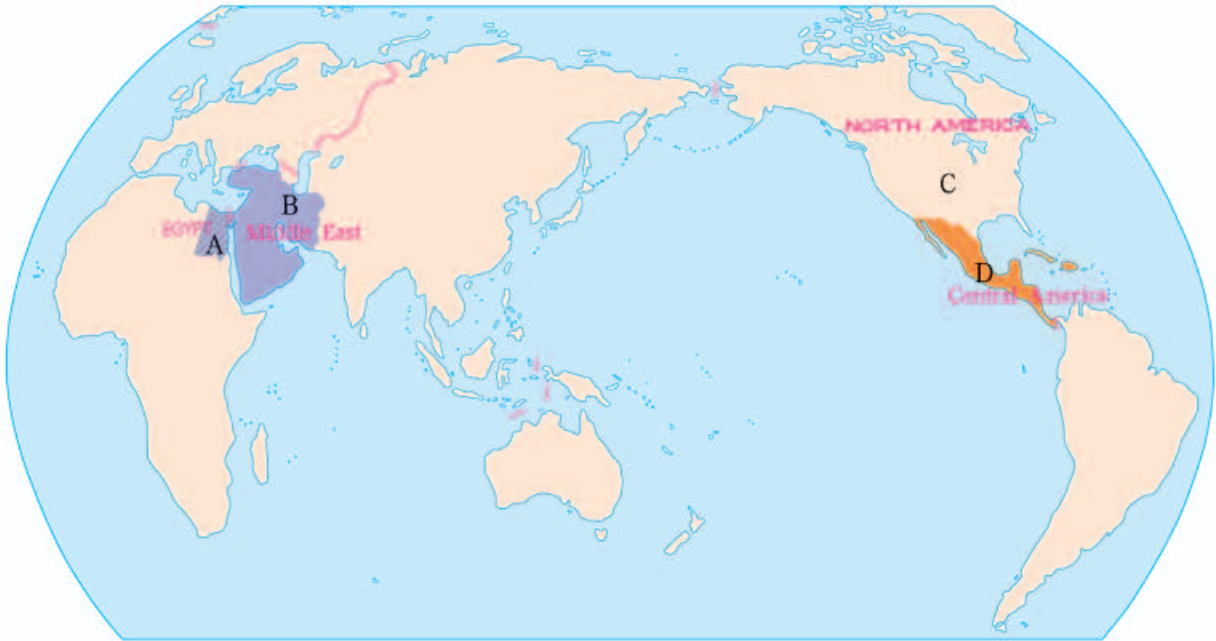 NORTH AMERICA
C
B
EGYPT
A
Middle East
D
Central America